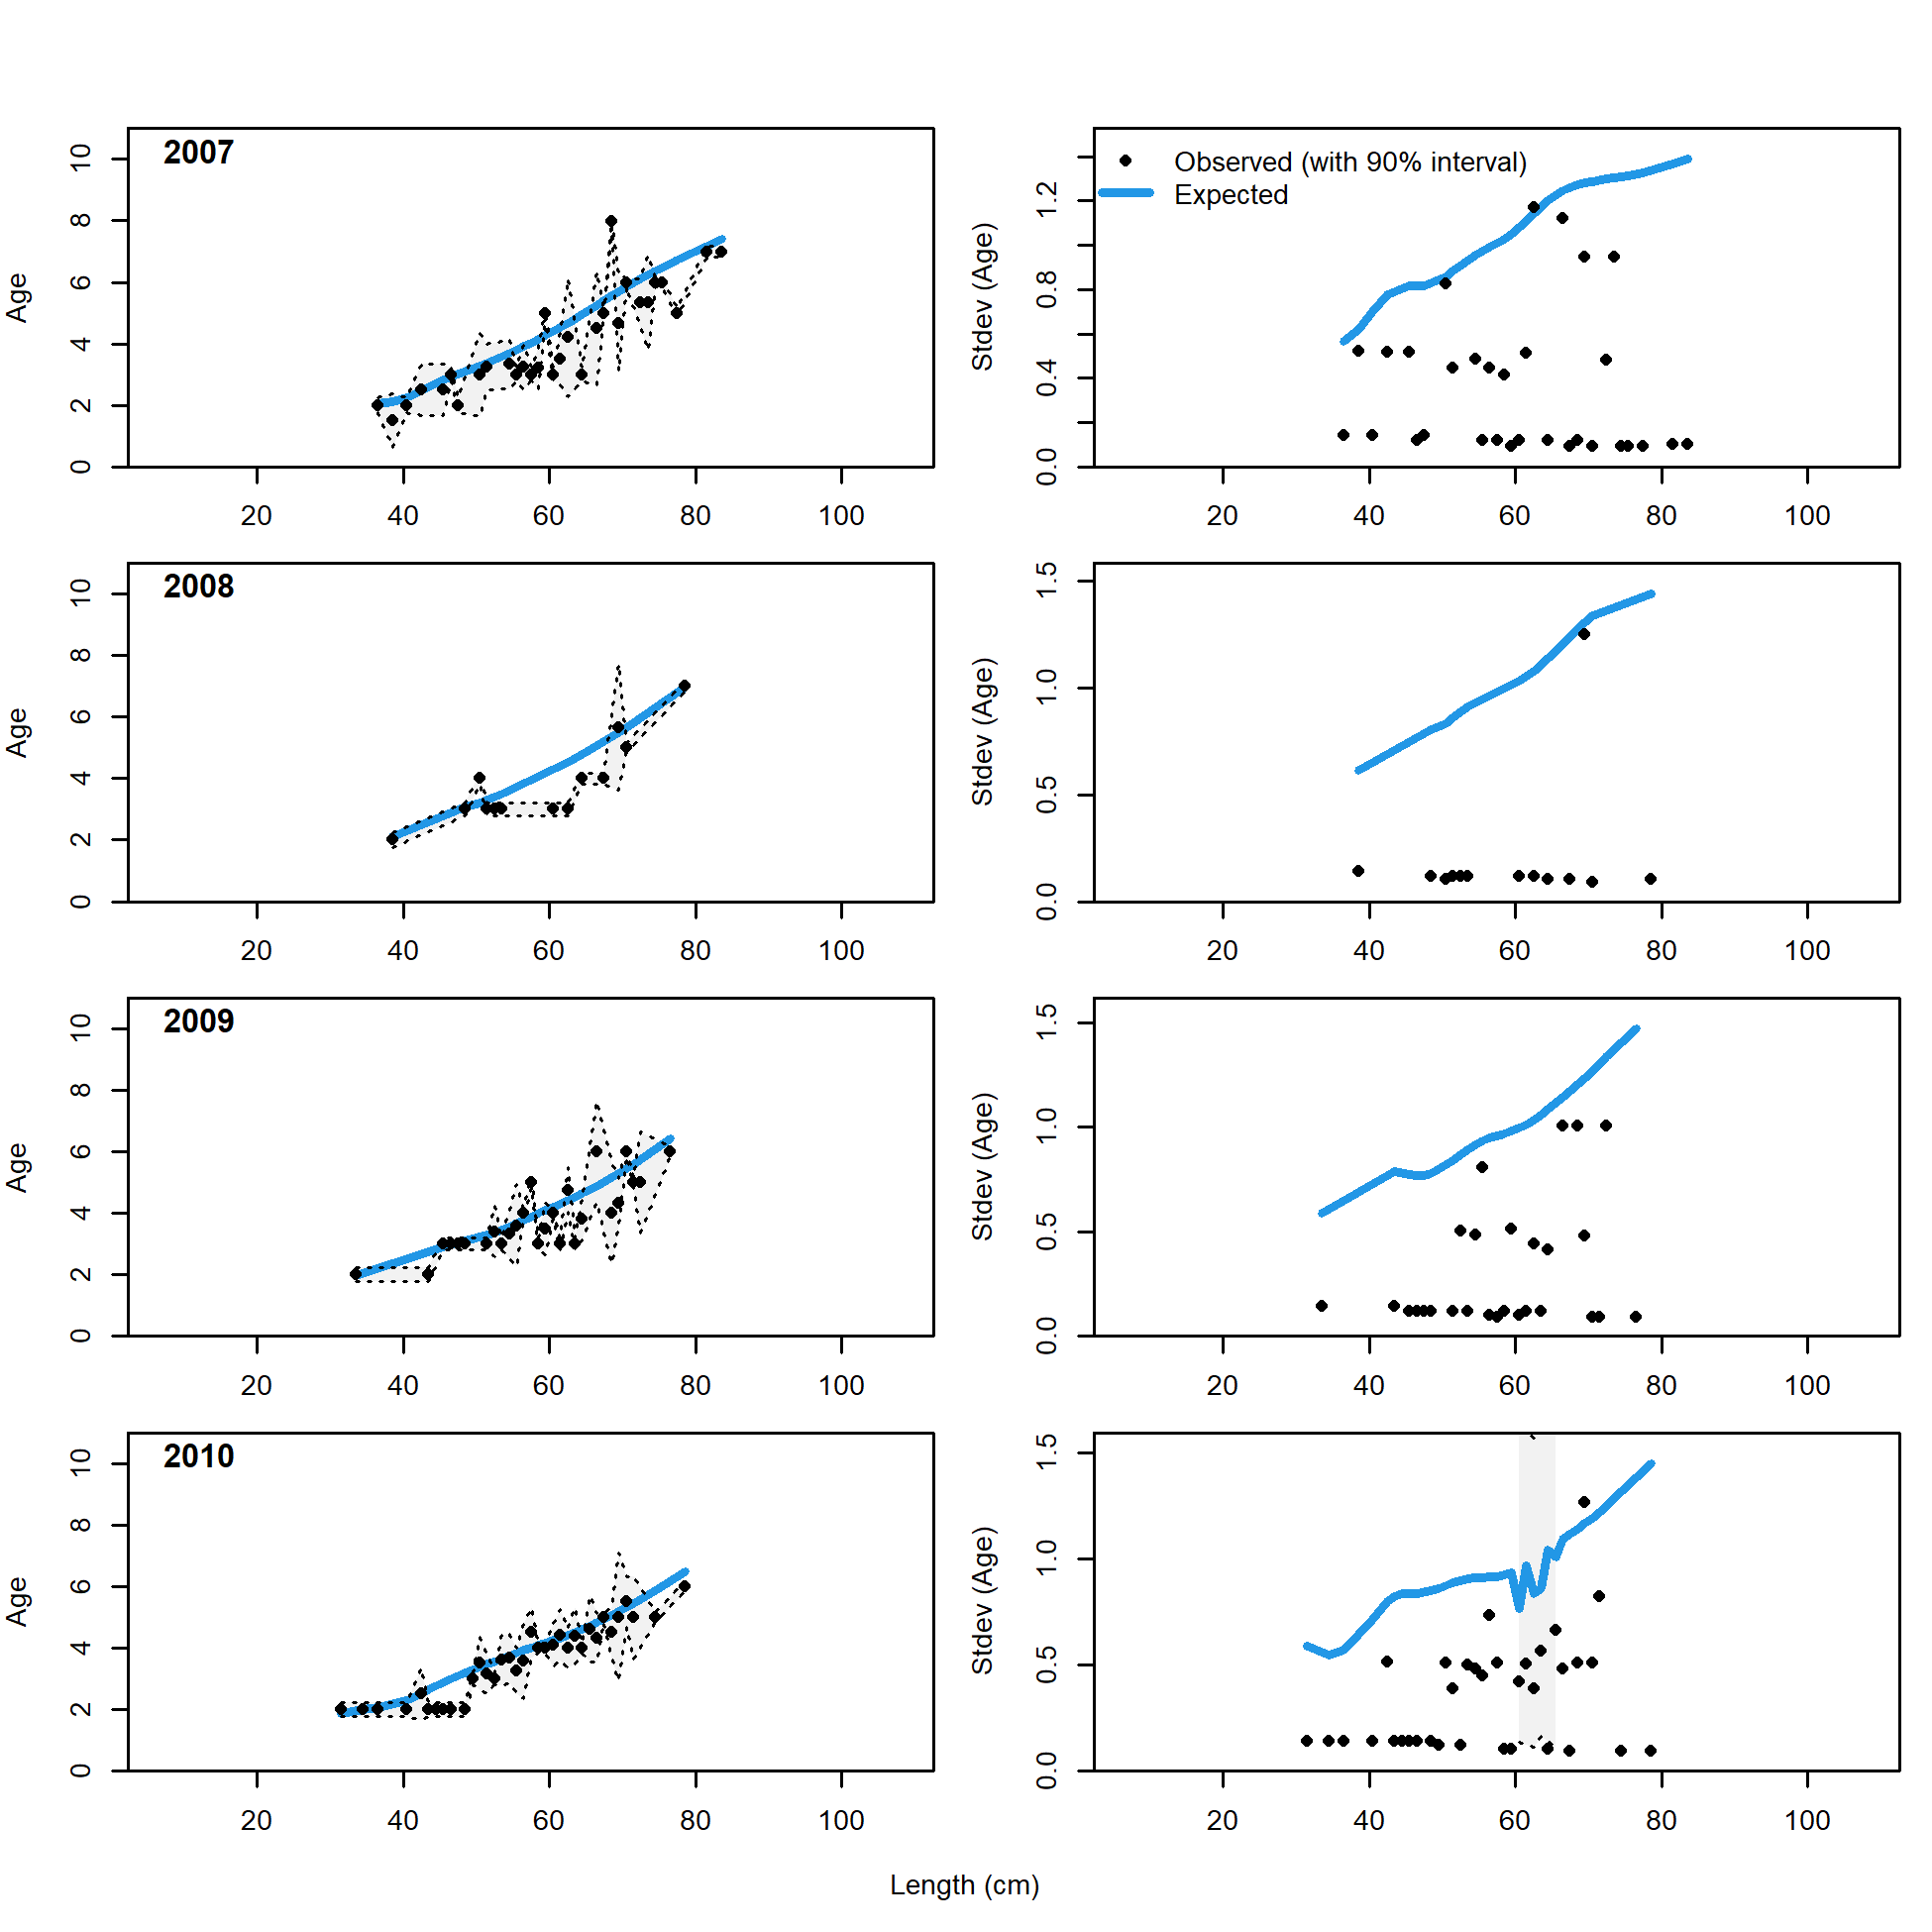 2007
Age
0 2 4 6 8 10
20 40 60 80 100
Observed (with 90% interval)
Expected
Stdev (Age)
0.0 0.4 0.8 1.2
20 40 60 80 100
2008
Age
0 2 4 6 8 10
20 40 60 80 100
Stdev (Age)
0.0 0.5 1.0 1.5
20 40 60 80 100
2009
Age
0 2 4 6 8 10
20 40 60 80 100
Stdev (Age)
0.0 0.5 1.0 1.5
20 40 60 80 100
2010
Age
0 2 4 6 8 10
20 40 60 80 100
Stdev (Age)
0.0 0.5 1.0 1.5
20 40 60 80 100
Length (cm)